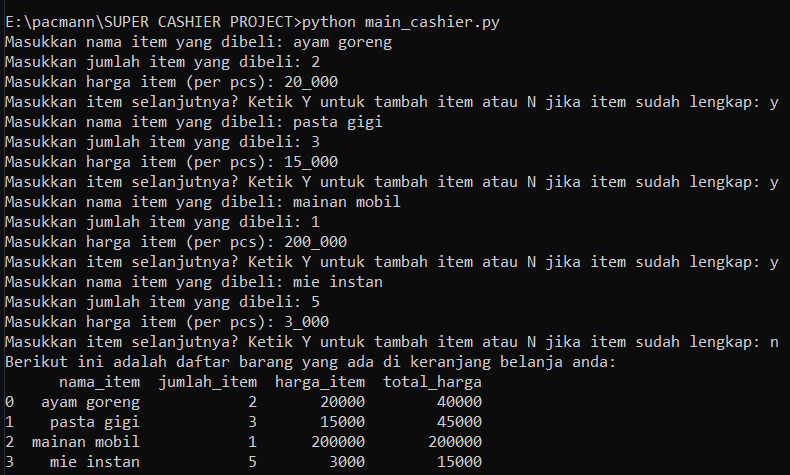 E:\pacmann\SUPER CASHIER PROJECT>python main_cashier.py
Masukkan nama item yang dibeli: ayam goreng
Masukkan jumlah item yang dibeli: 2
Masukkan harga item (per pcs): 20_000
Masukkan item selanjutnya? Ketik Y untuk tambah item atau N jika item sudah lengkap: y
Masukkan nama item yang dibeli: pasta gigi
Masukkan jumlah item yang dibeli: 3
Masukkan harga item (per pcs): 15_000
Masukkan item selanjutnya? Ketik Y untuk tambah item atau N jika item sudah lengkap: y
Masukkan nama item yang dibeli: mainan mobil
Masukkan jumlah item yang dibeli: 1
Masukkan harga item (per pcs): 200_000
Masukkan item selanjutnya? Ketik Y untuk tambah item atau N jika item sudah lengkap: y
Masukkan nama item yang dibeli: mie instan
Masukkan jumlah item yang dibeli: 5
Masukkan harga item (per pcs): 3_000
Masukkan item selanjutnya? Ketik Y untuk tambah item atau N jika item sudah lengkap: n
Berikut ini adalah daftar barang yang ada di keranjang belanja anda:
      nama_item  jumlah_item  harga_item  total_harga
0   ayam goreng            2       20000        40000
1    pasta gigi            3       15000        45000
2  mainan mobil            1      200000       200000
3    mie instan            5        3000        15000